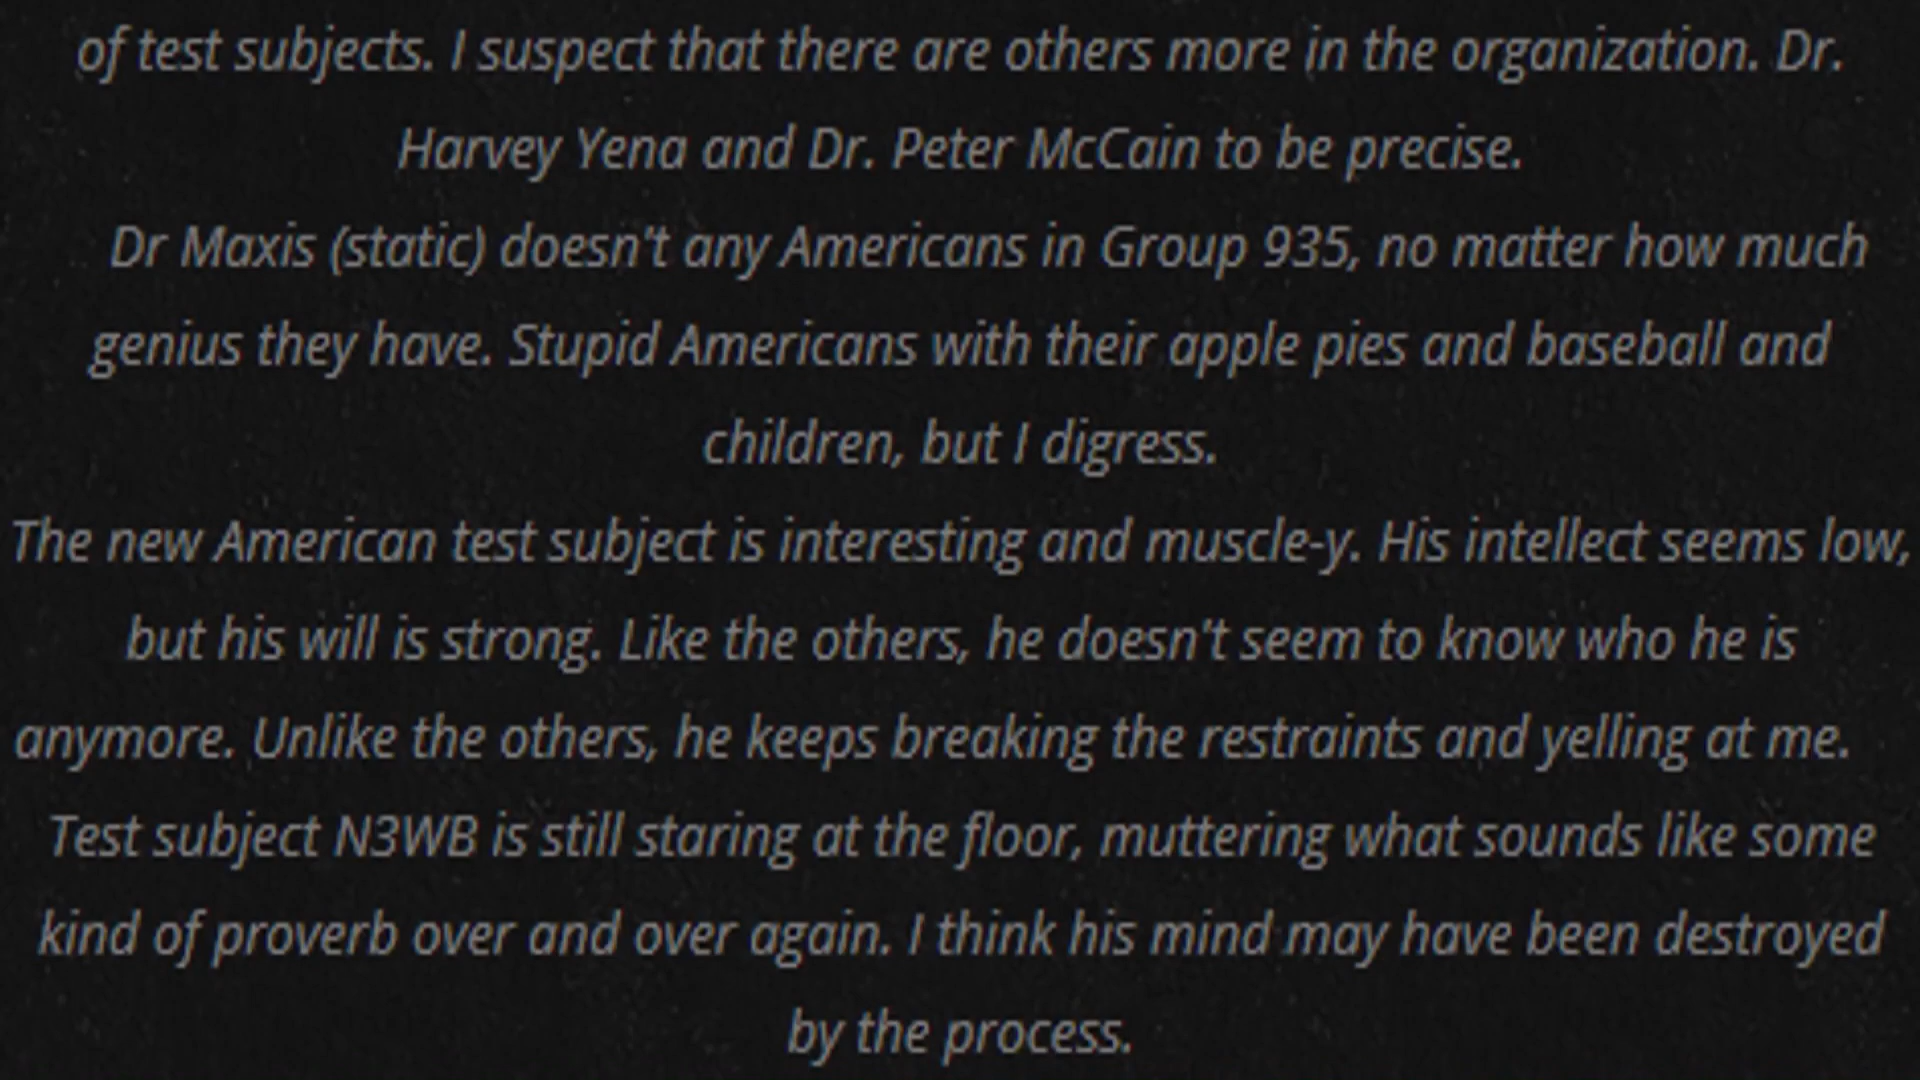 of test subjects. I suspect that there are others more in the organization. Dr.
Harvey Yena and Dr. Peter McCain to be precise.
Dr Maxis (static) doesn't any Americans in Group 935, no matter how much
genius they have. Stupid Americans with their apple pies and baseball and
children, but I digress.
The new American test subject is interesting and muscle-y. His intellect seems low,
but his will is strong. Like the others, he doesn't seem to know who he is
anymore. Unlike the others, he keeps breaking the restraints and yelling at me.
Test subject N3WB is still staring at the floor, muttering what sounds like some
kind of proverb over and over again. I think his mind may have been destroyed
by the process.